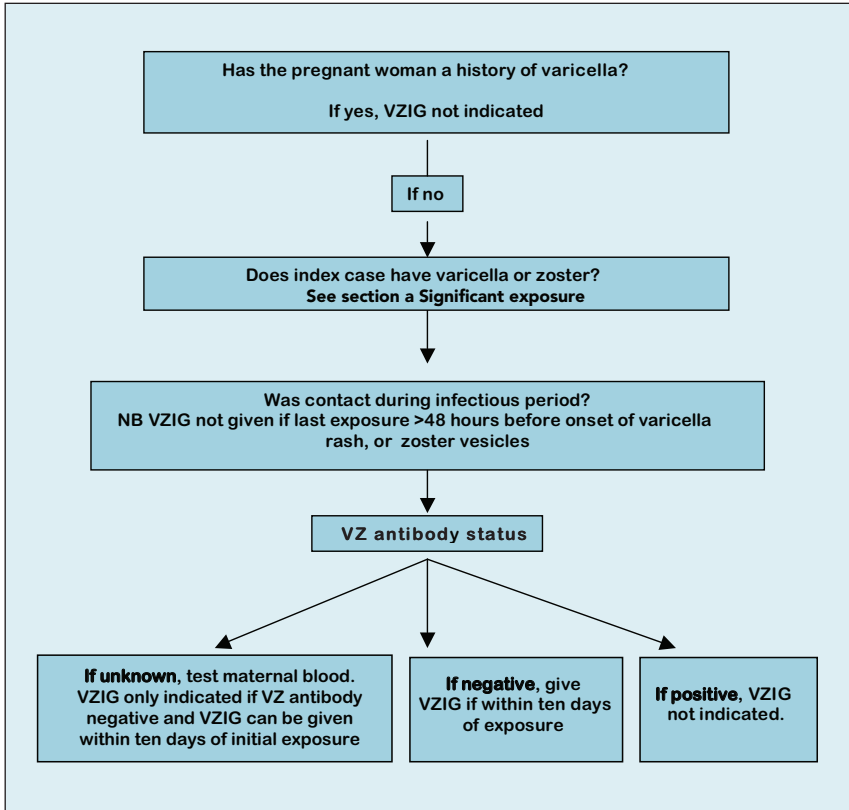 Has the pregnant woman a history of varicella?
If yes, VZIG not indicated
If no
Does index case have varicella or zoster?
See section a Significant exposure
Was contact during infectious period?
NB VZIG not given if last exposure >48 hours before onset of varicella
rash, or zoster vesicles
VZ antibody status
If unknown, test maternal blood.
VZIG only indicated if VZ antibody
negative and VZIG can be given
within ten days of initial exposure
If negative, give
VZIG if within ten days
of exposure
If positive, VZIG
not indicated.